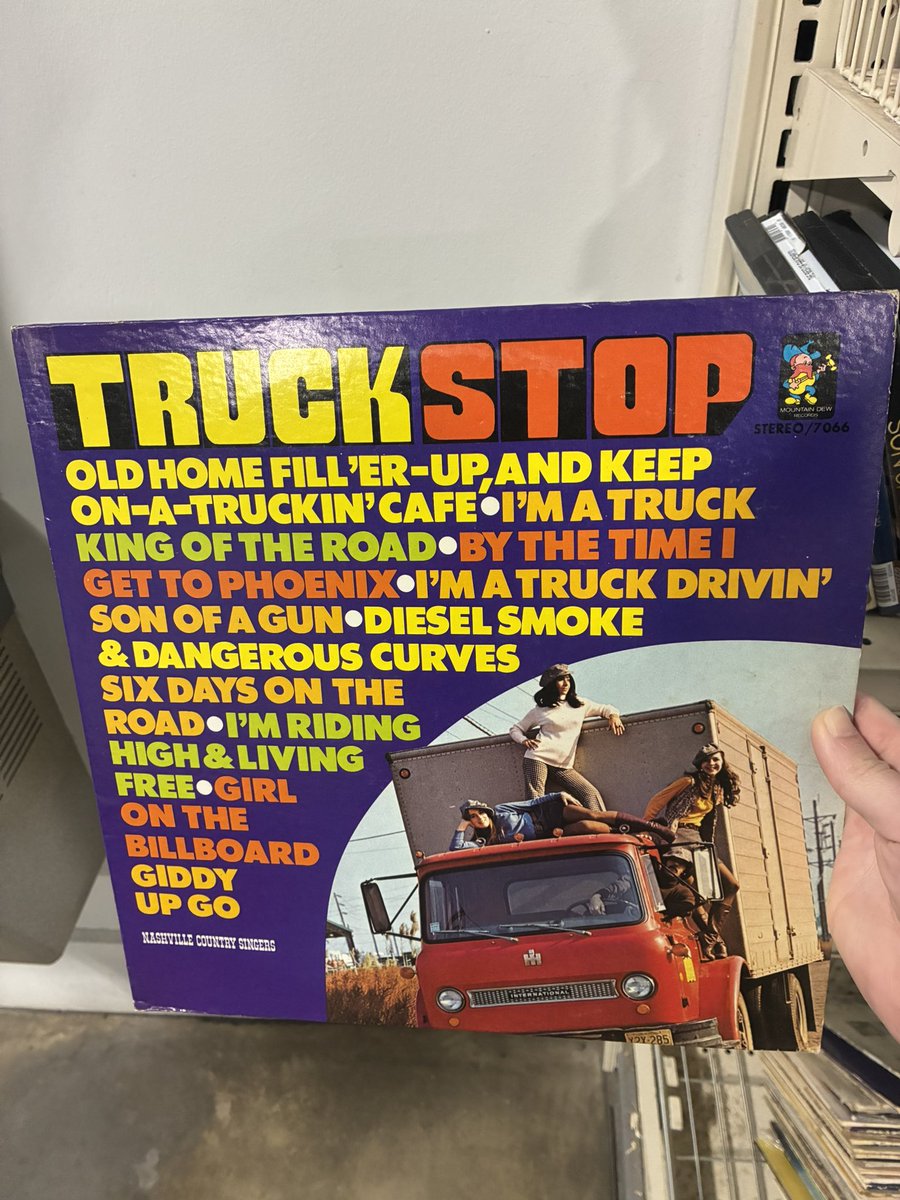 TRUCK STOP
MOUNTAIN DEW
RECORDS
STEREO/7066
OLD HOME FILL'ER-UP, AND KEEP
ON-A-TRUCKIN' CAFE•I'M A TRUCK
KING OF THE ROAD•BY THE TIME I
GET TO PHOENIX•I'M A TRUCK DRIVIN'
SON OF A GUN•DIESEL SMOKE
& DANGEROUS CURVES
SIX DAYS ON THE
ROAD•I'M RIDING
HIGH & LIVING
FREE•GIRL
ON THE
BILLBOARD
GIDDY
UP GO
NASHVILLE COUNTRY SINGERS
INTERNATIONAL